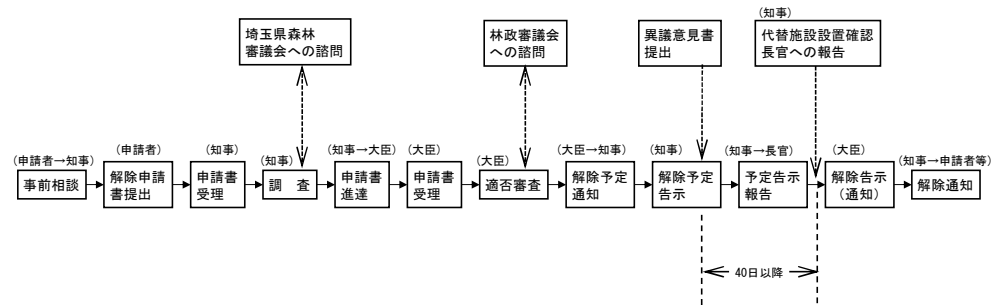 埼玉県森林
審議会への諮問
林政審議会
への諮問
異議意見書
提出
(知事)
代替施設設置確認
長官への報告
(申請者→知事)
事前相談
(申請者)
解除申請
書提出
(知事)
申請書
受理
(知事)
調　査
(知事→大臣)
申請書
進達
(大臣)
申請書
受理
(大臣)
適否審査
(大臣→知事)
解除予定
通知
(知事)
解除予定
告示
(知事→長官)
予定告示
報告
(大臣)
解除告示
(通知)
(知事→申請者等)
解除通知
40日以降